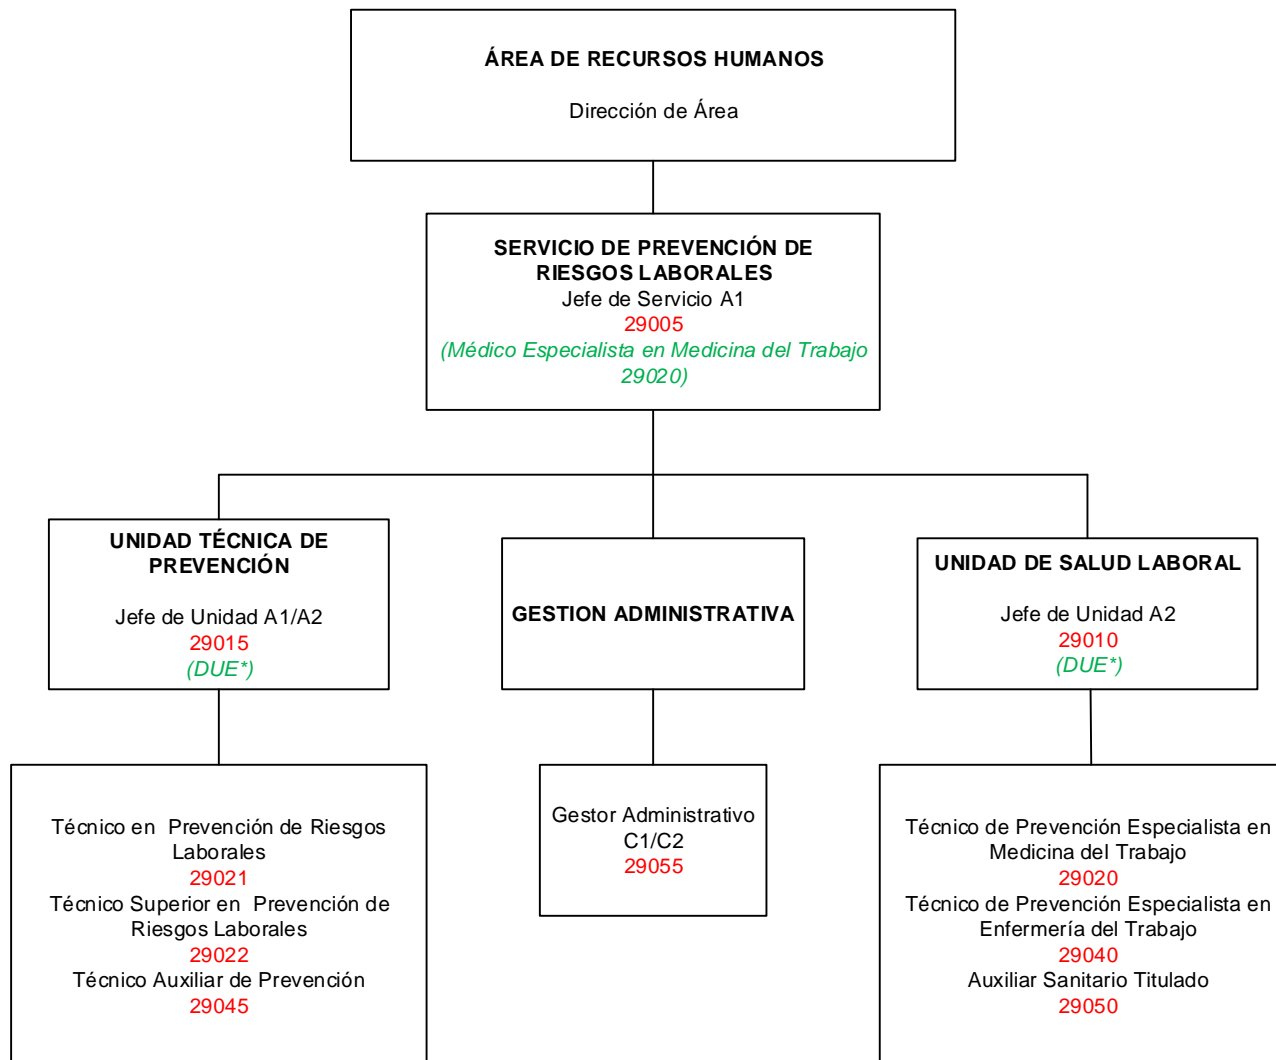 ÁREA DE RECURSOS HUMANOS
Dirección de Área
SERVICIO DE PREVENCIÓN DE
RIESGOS LABORALES
Jefe de Servicio A1
29005
(Médico Especialista en Medicina del Trabajo
29020)
UNIDAD TÉCNICA DE
PREVENCIÓN
Jefe de Unidad A1/A2
29015
(DUE*)
GESTION ADMINISTRATIVA
UNIDAD DE SALUD LABORAL
Jefe de Unidad A2
29010
(DUE*)
Técnico en Prevención de Riesgos
Laborales
29021
Técnico Superior en Prevención de
Riesgos Laborales
29022
Técnico Auxiliar de Prevención
29045
Gestor Administrativo
C1/C2
29055
Técnico de Prevención Especialista en
Medicina del Trabajo
29020
Técnico de Prevención Especialista en
Enfermería del Trabajo
29040
Auxiliar Sanitario Titulado
29050